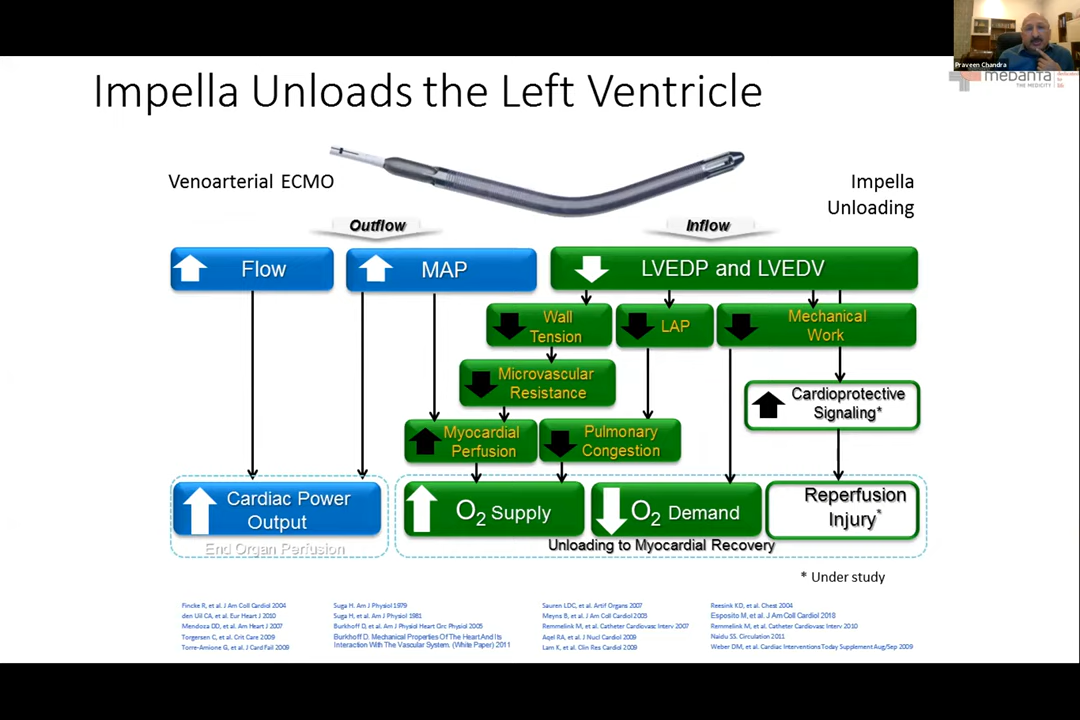 Praveen Chandra
medanta
THE MEDICITY
Impella Unloads the Left Ventricle
Venoarterial ECMO
Impella
Unloading
Outflow
Inflow
Flow
MAP
LVEDP and LVEDV
Wall
Tension
LAP
Mechanical
Work
Microvascular
Resistance
Cardioprotective
Signaling*
Myocardial
Perfusion
Pulmonary
Congestion
Cardiac Power
Output
O2 Supply
O2 Demand
Reperfusion
Injury*
End Organ Perfusion
Unloading to Myocardial Recovery
* Under study
Fincke R, et al. J Am Coll Cardiol 2004
den Uil CA, et al. Eur Heart J 2010
Mendoza DD, et al. Am Heart J 2007
Torgersen C, et al. Crit Care 2009
Torre-Amione G, et al. J Card Fail 2009
Suga H. Am J Physiol 1979
Suga H, et al. Am J Physiol 1981
Burkhoff D, et al. Am J Physiol Heart Circ Physiol 2005
Burkhoff D. Mechanical Properties Of The Heart And Its
Interaction With The Vascular System. (White Paper) 2011
Sauren LDC, et al. Artif Organs 2007
Meyns B, et al. J Am Coll Cardiol 2003
Remmelink M, et al. Catheter Cardiovasc Interv 2007
Aqel RA, et al. J Nucl Cardiol 2009
Lam K, et al. Clin Res Cardiol 2009
Reesink KD, et al. Chest 2004
Esposito M, et al. J Am Coll Cardiol 2018
Remmelink M, et al. Catheter Cardiovasc Interv 2010
Naidu SS. Circulation 2011
Weber DM, et al. Cardiac Interventions Today Supplement Aug/Sep 2009